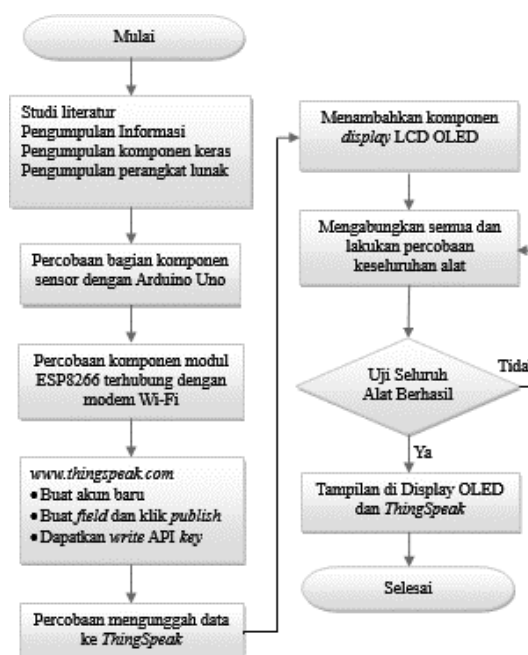 Mulai
Studi literatur
Pengumpulan Informasi
Pengumpulan komponen keras
Pengumpulan perangkat lunak
Percobaan bagian komponen
sensor dengan Arduino Uno
Percobaan komponen modul
ESP8266 terhubung dengan
modem Wi-Fi
www.thingspeak.com
• Buat akun baru
• Buat field dan klik publish
• Dapatkan write API key
Percobaan mengunggah data
ke ThingSpeak
Menambahkan komponen
display LCD OLED
Mengabungkan semua dan
lakukan percobaan
keseluruhan alat
Uji Seluruh
Alat Berhasil
Tida
Ya
Tampilan di Display OLED
dan ThingSpeak
Selesai